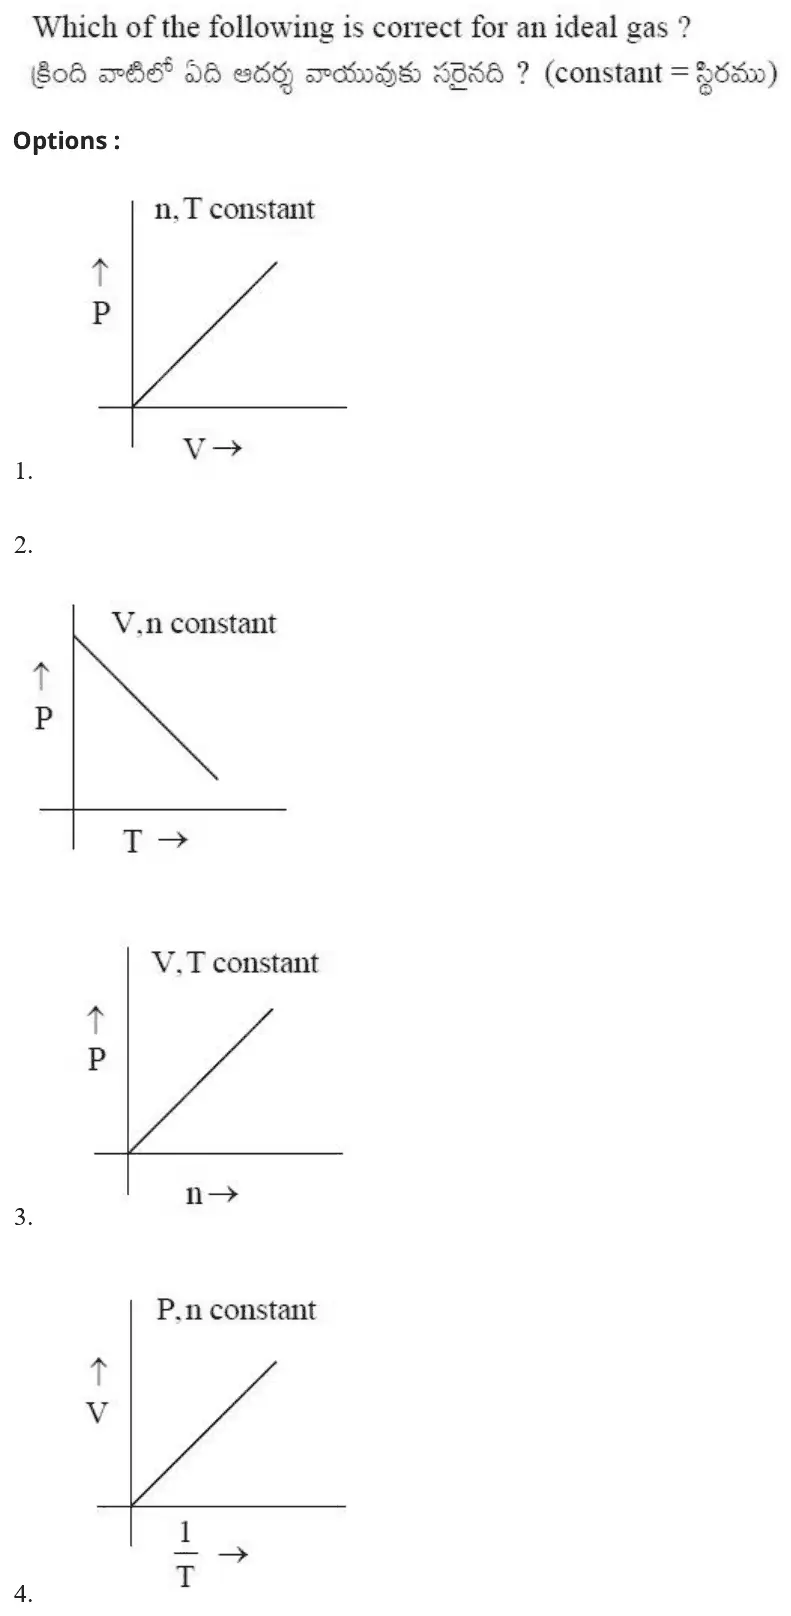 Which of the following is correct for an ideal gas ?
క్రింది వాటిలో ఏది ఆదర్శ వాయువుకు సరైనది ? (constant = స్థిరము)
Options :
n, T constant
↑
P
V →
1.
2.
V, n constant
↑
P
T →
V, T constant
↑
P
n →
3.
P, n constant
↑
V
1
T →
4.